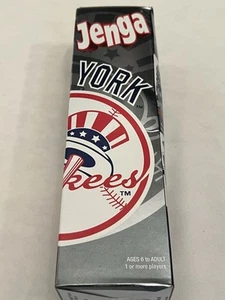 Jenga
YORK
kees
TM
AGES 6 to ADULT
1 or more players